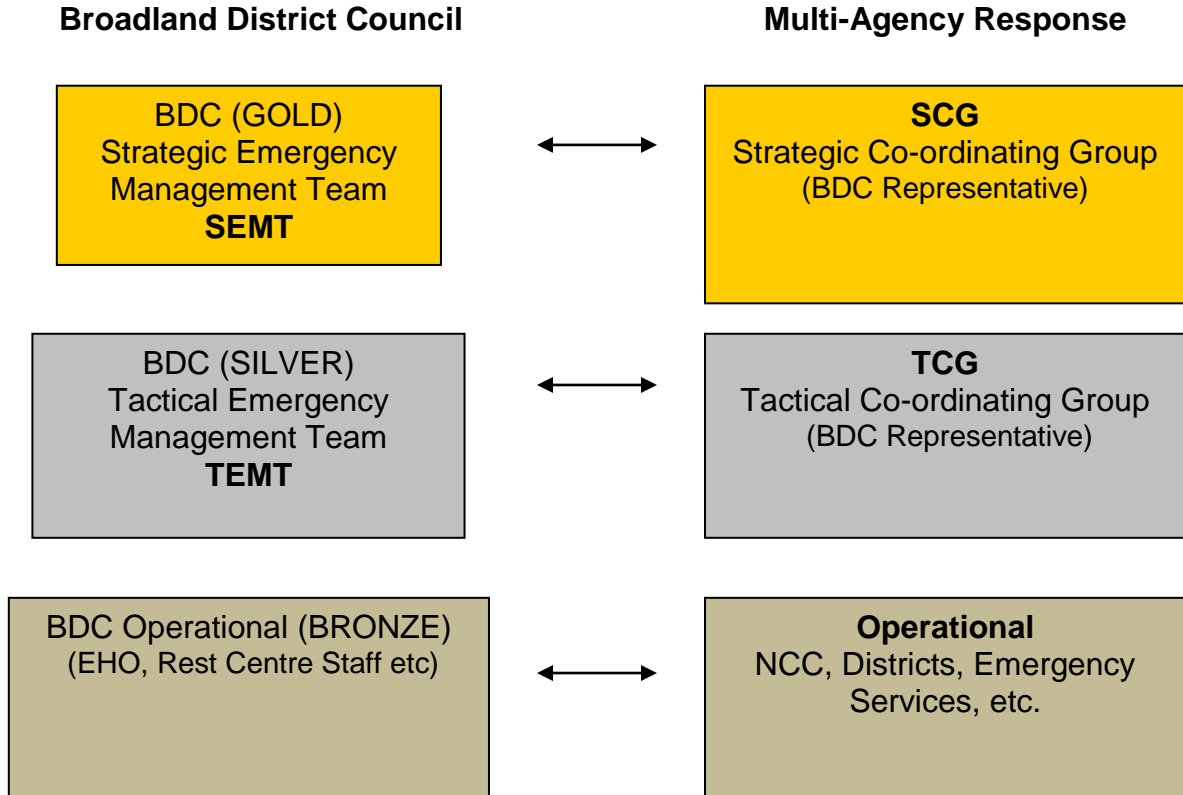 Broadland District Council
Multi-Agency Response
BDC (GOLD)
Strategic Emergency
Management Team
SEMT
SCG
Strategic Co-ordinating Group
(BDC Representative)
BDC (SILVER)
Tactical Emergency
Management Team
TEMT
TCG
Tactical Co-ordinating Group
(BDC Representative)
BDC Operational (BRONZE)
(EHO, Rest Centre Staff etc)
Operational
NCC, Districts, Emergency
Services, etc.